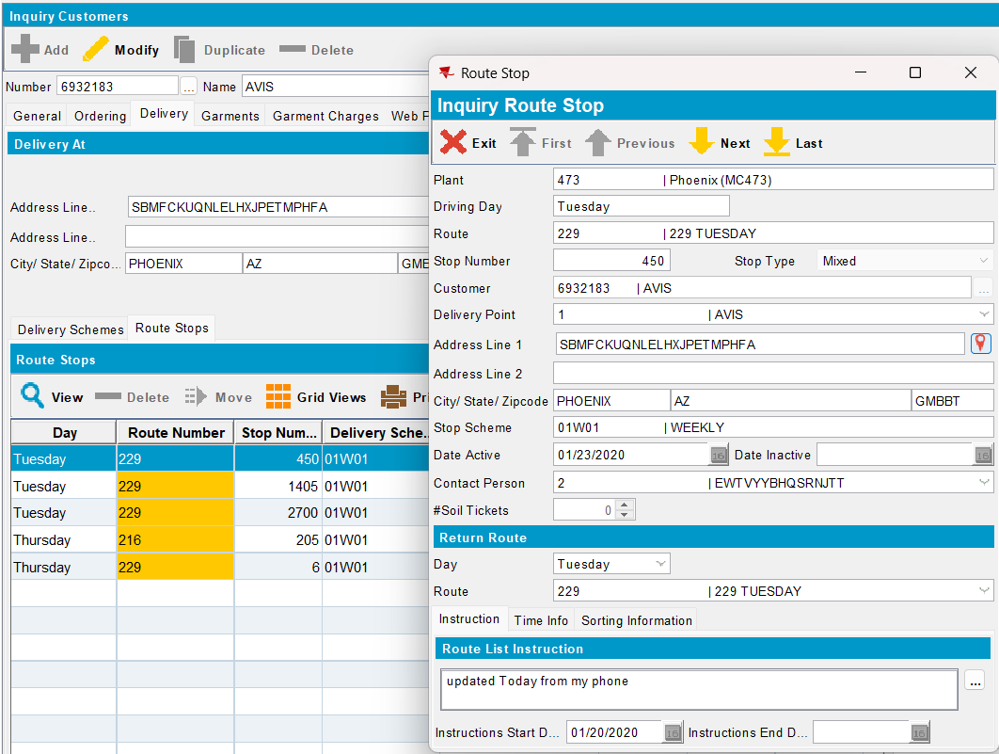 Inquiry Customers
Add Modify Duplicate Delete
Number 6932183 ... Name AVIS
General Ordering Delivery Garments Garment Charges Web F
Delivery At
Address Line.. SBMFCKUQNLELHXJPETMPHFA
Address Line..
City/ State/ Zipco... PHOENIX AZ GME
Delivery Schemes Route Stops
Route Stops
View Delete Move Grid Views Pri
Day Route Number Stop Num... Delivery Sche...
Tuesday 229 450 01W01
Tuesday 229 1405 01W01
Tuesday 229 2700 01W01
Thursday 216 205 01W01
Thursday 229 6 01W01
Route Stop
Inquiry Route Stop
Exit First Previous Next Last
Plant 473 | Phoenix (MC473)
Driving Day Tuesday
Route 229 | 229 TUESDAY
Stop Number 450 Stop Type Mixed
Customer 6932183 | AVIS ...
Delivery Point 1 | AVIS
Address Line 1 SBMFCKUQNLELHXJPETMPHFA
Address Line 2
City/ State/ Zipcode PHOENIX AZ GMBBT
Stop Scheme 01W01 | WEEKLY
Date Active 01/23/2020 16 Date Inactive 16
Contact Person 2 | EWTVYYBHQSRNJTT
#Soil Tickets 0
Return Route
Day Tuesday
Route 229 | 229 TUESDAY
Instruction Time Info Sorting Information
Route List Instruction
updated Today from my phone ...
Instructions Start D... 01/20/2020 16 Instructions End D... 16